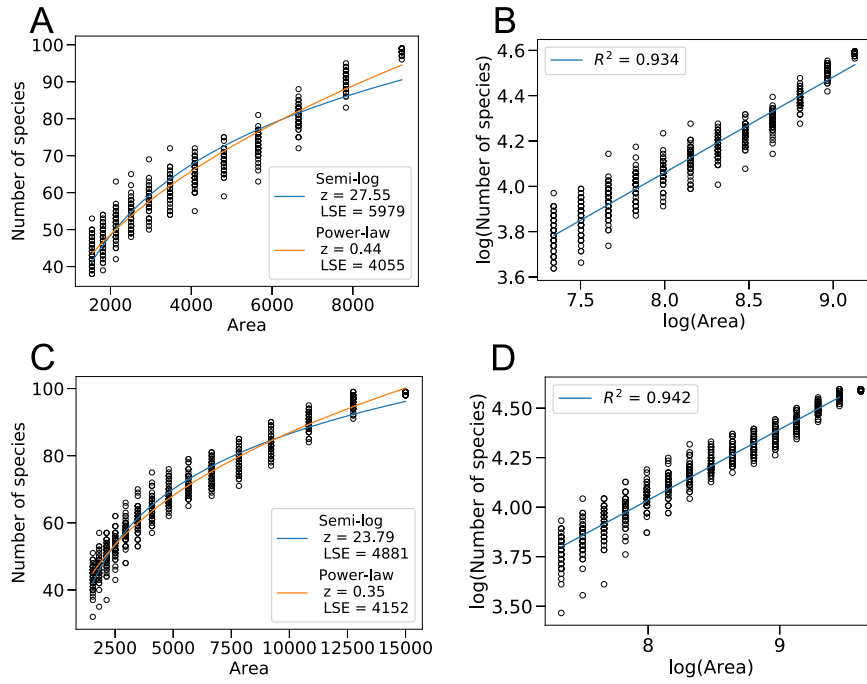 A
Number of species
100
90
80
70
60
50
40
Semi-log
z = 27.55
LSE = 5979
Power-law
z = 0.44
LSE = 4055
2000
4000
6000
8000
Area
B
log(Number of species)
4.6
4.4
4.2
4.0
3.8
3.6
R² = 0.934
7.5
8.0
8.5
9.0
log(Area)
C
Number of species
100
80
60
40
Semi-log
z = 23.79
LSE = 4881
Power-law
z = 0.35
LSE = 4152
2500
5000
7500
10000
12500
15000
Area
D
log(Number of species)
4.50
4.25
4.00
3.75
3.50
R² = 0.942
8
9
log(Area)